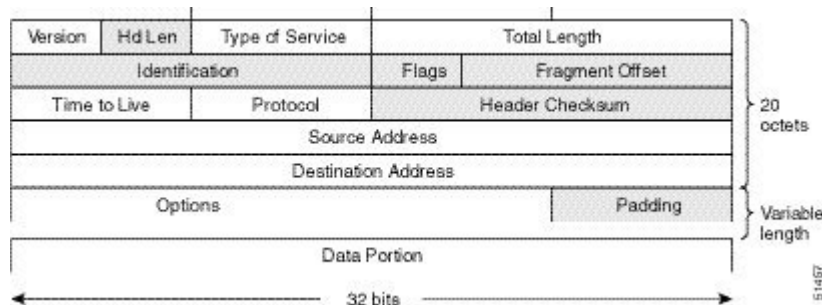 Version Hd Len Type of Service Total Length
Identification Flags Fragment Offset
Time to Live Protocol Header Checksum
20
octets
Source Address
Destination Address
Options Padding
Variable
length
Data Portion
32 bits
51457